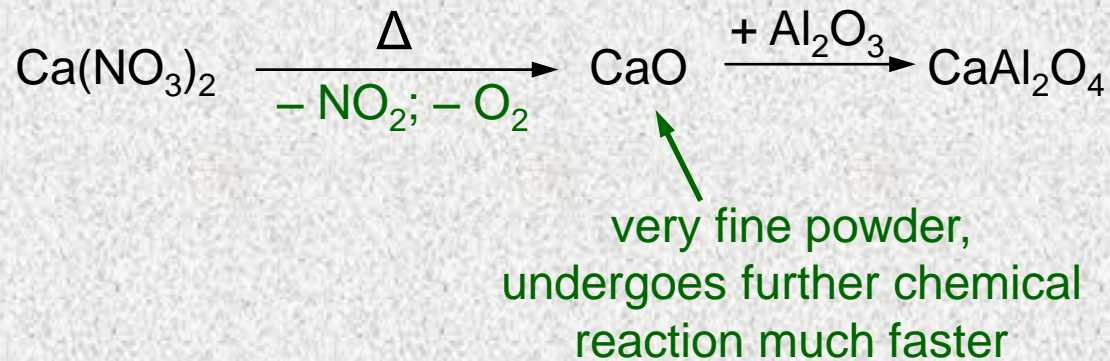 Ca(NO₃)₂ Δ CaO + Al₂O₃ CaAl₂O₄
– NO₂; – O₂
very fine powder,
undergoes further chemical
reaction much faster